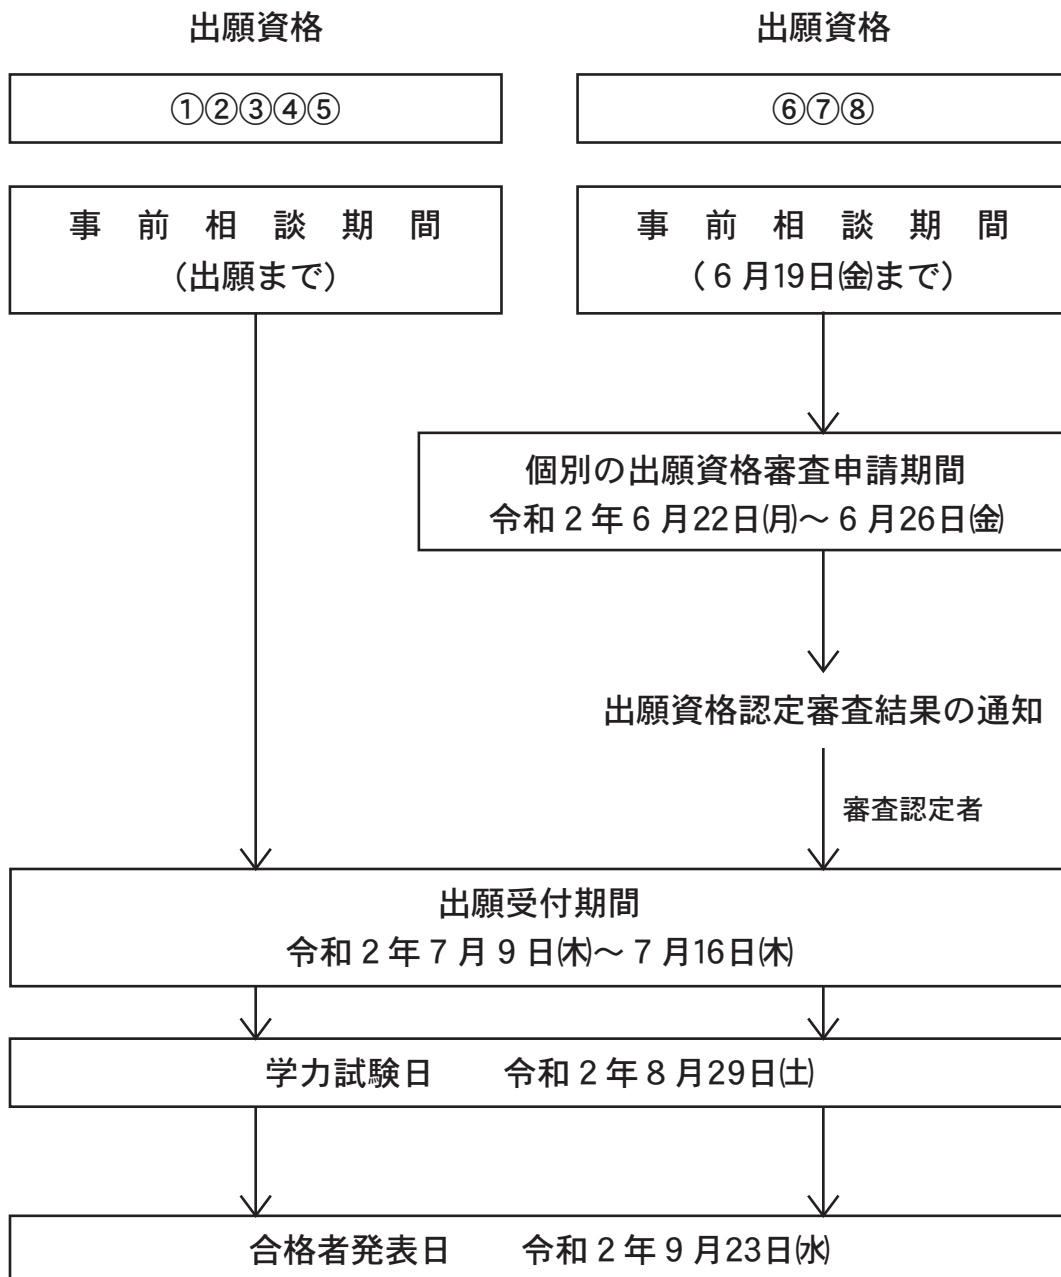 出願資格
①②③④⑤
事前相談期間
(出願まで)
出願資格
⑥⑦⑧
事前相談期間
(6月19日㈮まで)
個別の出願資格審査申請期間
令和2年6月22日㈪～6月26日㈮
出願資格認定審査結果の通知
審査認定者
出願受付期間
令和2年7月9日㈭～7月16日㈭
学力試験日　令和2年8月29日㈯
合格者発表日　令和2年9月23日㈬